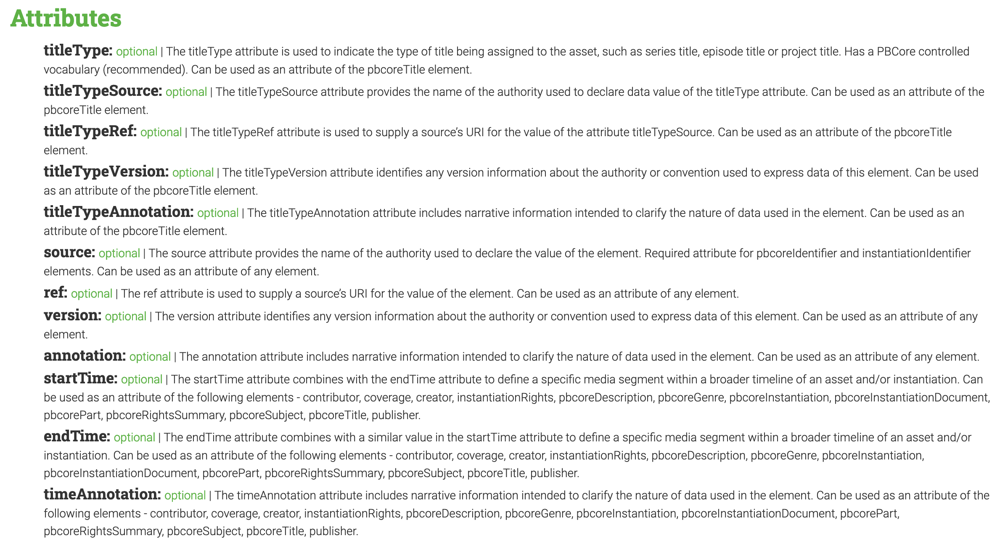 Attributes
titleType: optional | The titleType attribute is used to indicate the type of title being assigned to the asset, such as series title, episode title or project title. Has a PBCore controlled
vocabulary (recommended). Can be used as an attribute of the pbcoreTitle element.
titleTypeSource: optional | The titleTypeSource attribute provides the name of the authority used to declare data value of the titleType attribute. Can be used as an attribute of the
pbcoreTitle element.
titleTypeRef: optional | The titleTypeRef attribute is used to supply a source’s URI for the value of the attribute titleTypeSource. Can be used as an attribute of the pbcoreTitle
element.
titleTypeVersion: optional | The titleTypeVersion attribute identifies any version information about the authority or convention used to express data of this element. Can be used
as an attribute of the pbcoreTitle element.
titleTypeAnnotation: optional | The titleTypeAnnotation attribute includes narrative information intended to clarify the nature of data used in the element. Can be used as an
attribute of the pbcoreTitle element.
source: optional | The source attribute provides the name of the authority used to declare the value of the element. Required attribute for pbcoreIdentifier and instantiationIdentifier
elements. Can be used as an attribute of any element.
ref: optional | The ref attribute is used to supply a source’s URI for the value of the element. Can be used as an attribute of any element.
version: optional | The version attribute identifies any version information about the authority or convention used to express data of this element. Can be used as an attribute of any
element.
annotation: optional | The annotation attribute includes narrative information intended to clarify the nature of data used in the element. Can be used as an attribute of any element.
startTime: optional | The startTime attribute combines with the endTime attribute to define a specific media segment within a broader timeline of an asset and/or instantiation. Can
be used as an attribute of the following elements - contributor, coverage, creator, instantiationRights, pbcoreDescription, pbcoreGenre, pbcoreInstantiation, pbcoreInstantiationDocument,
pbcorePart, pbcoreRightsSummary, pbcoreSubject, pbcoreTitle, publisher.
endTime: optional | The endTime attribute combines with a similar value in the startTime attribute to define a specific media segment within a broader timeline of an asset and/or
instantiation. Can be used as an attribute of the following elements - contributor, coverage, creator, instantiationRights, pbcoreDescription, pbcoreGenre, pbcoreInstantiation,
pbcoreInstantiationDocument, pbcorePart, pbcoreRightsSummary, pbcoreSubject, pbcoreTitle, publisher.
timeAnnotation: optional | The timeAnnotation attribute includes narrative information intended to clarify the nature of data used in the element. Can be used as an attribute of the
following elements - contributor, coverage, creator, instantiationRights, pbcoreDescription, pbcoreGenre, pbcoreInstantiation, pbcoreInstantiationDocument, pbcorePart,
pbcoreRightsSummary, pbcoreSubject, pbcoreTitle, publisher.